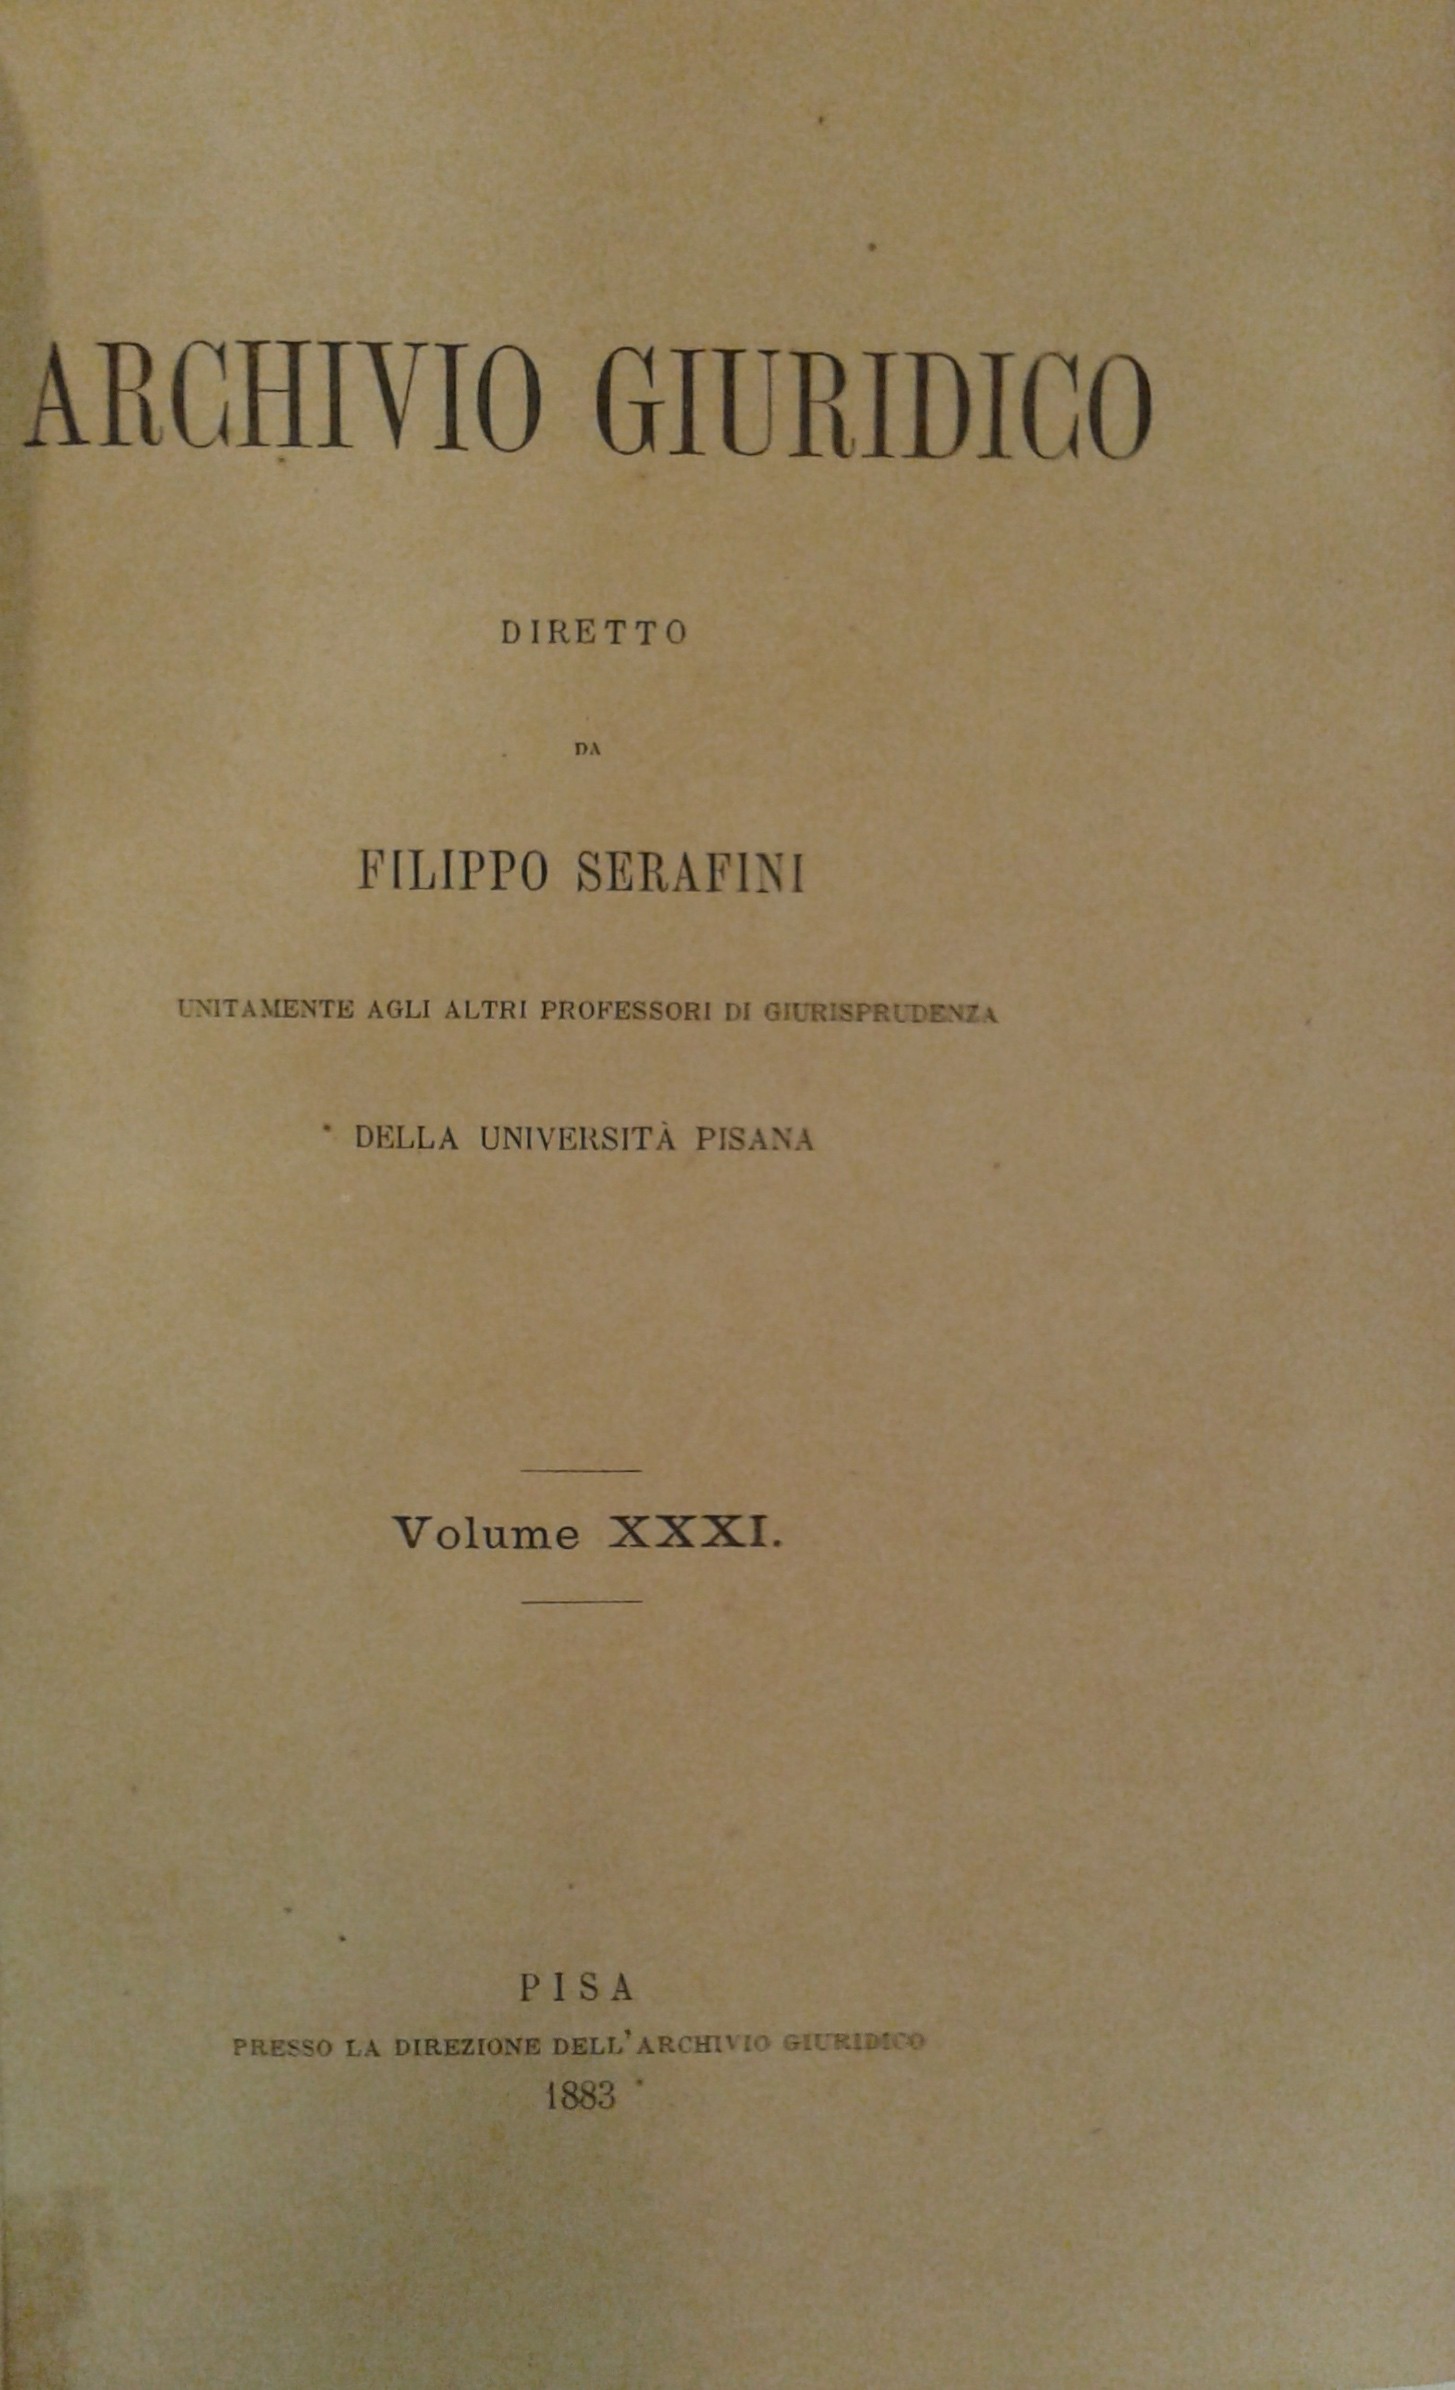 ARCHIVIO GIURIDICO
DIRETTO
DA
FILIPPO SERAFINI
UNITAMENTE AGLI ALTRI PROFESSORI DI GIURISPRUDENZA
DELLA UNIVERSITÀ PISANA
Volume XXXI.
PISA
PRESSO LA DIREZIONE DELL'ARCHIVIO GIURIDICO
1883